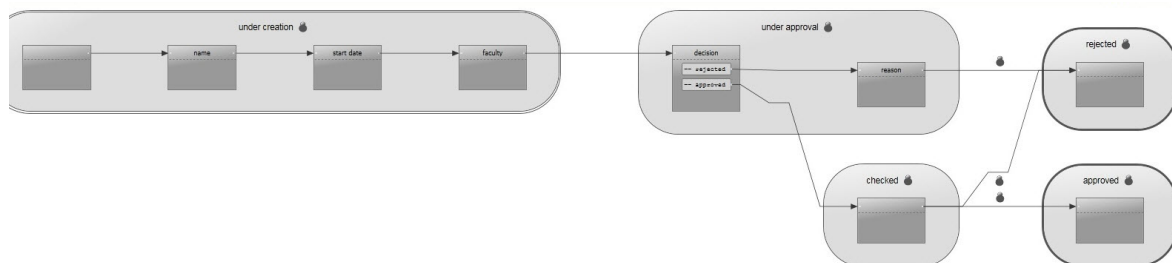 under creation
name
start date
faculty
under approval
decision
== rejected
== approved
reason
rejected
checked
approved